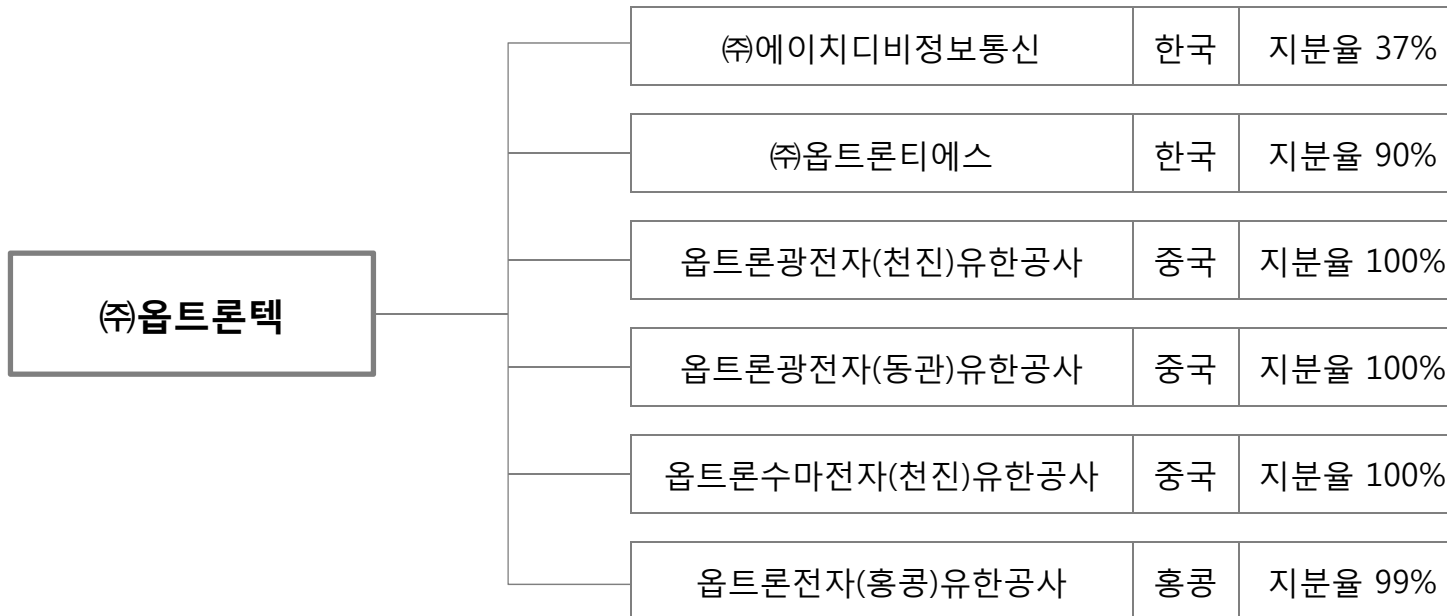 ㈜옵트론텍
㈜에이치디비정보통신 한국 지분율 37%
㈜옵트론티에스 한국 지분율 90%
옵트론광전자(천진)유한공사 중국 지분율 100%
옵트론광전자(동관)유한공사 중국 지분율 100%
옵트론수마전자(천진)유한공사 중국 지분율 100%
옵트론전자(홍콩)유한공사 홍콩 지분율 99%